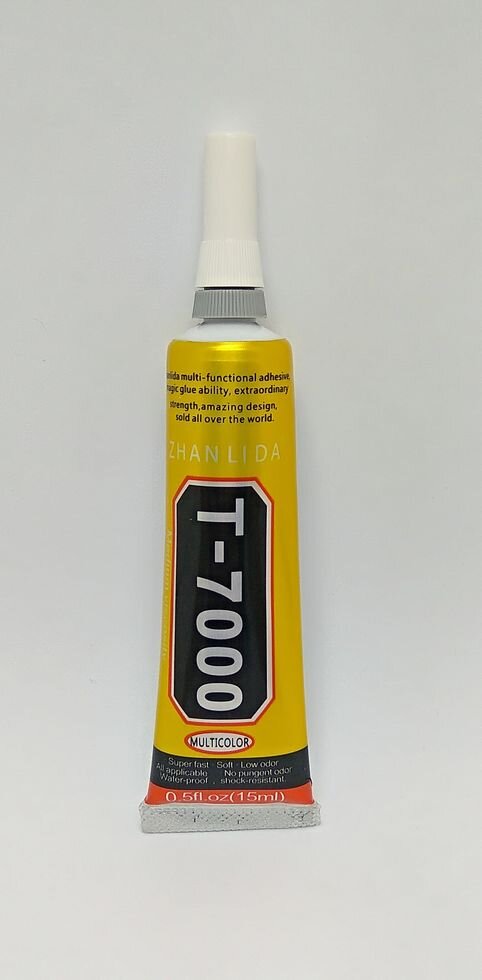 multi-functional adhesive,
glue ability, extraordinary
strength,amazing design,
sold all over the world.
ZHANLIDA
T-7000
MULTICOLOR
Super fast · Soft · Low odor
All applicable No pungent odor
Water-proof , shock-resistant.
0.5fl.oz(15ml)